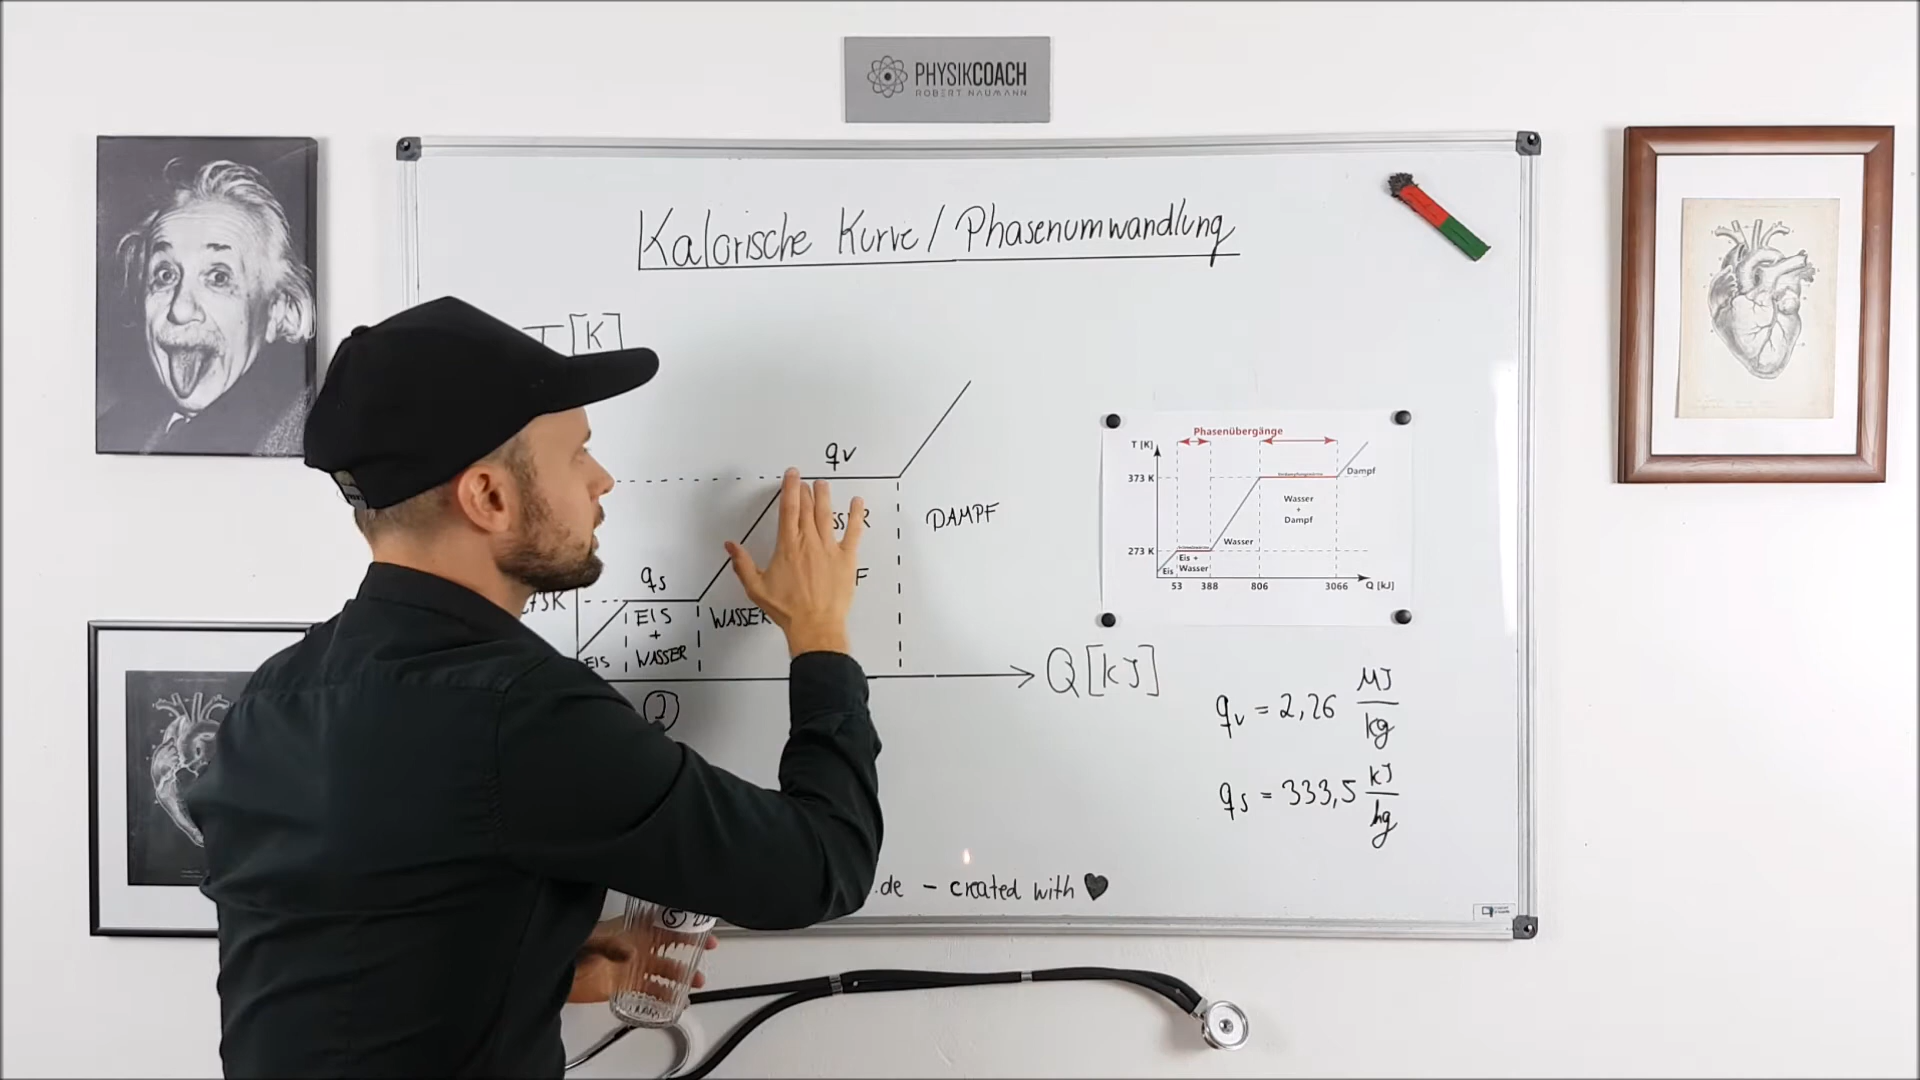 PHYSIKCOACH
ROBERT NAUMANN
Kalorische Kurve / Phasenumwandlung
T [K]
qv
DAMPF
qs
EIS
+
WASSER
EIS
WASSER
Q [kJ]
2
Phasenübergänge
T [K]
373 K
Dampf
Wasser
+
Dampf
Wasser
273 K
Eis +
Wasser
Eis
53 388 806 3066 Q [kJ]
qv = 2,26 MJ/kg
qs = 333,5 kJ/kg
.de - created with ♥
5